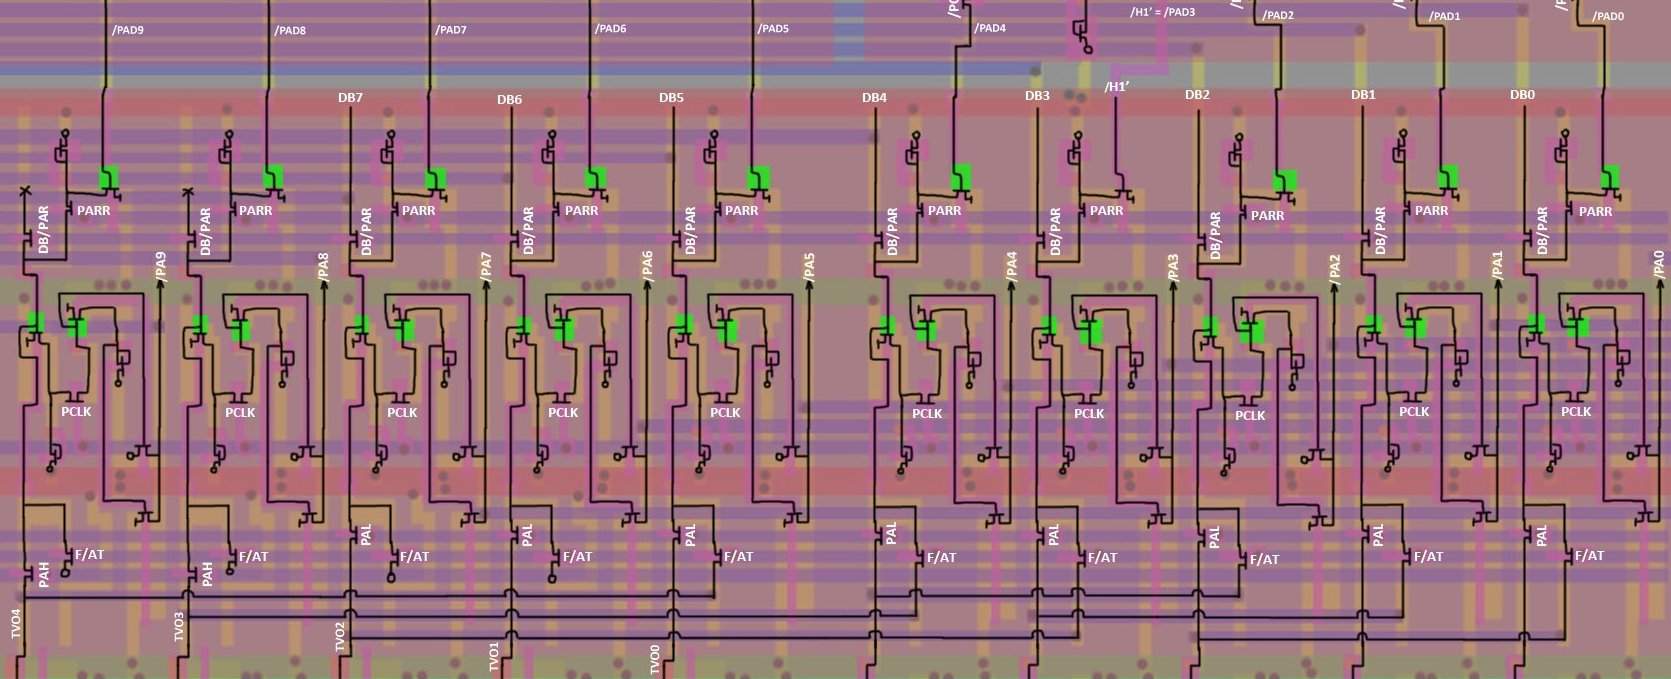 /H1' = /PAD3
/PAD9 /PAD8 /PAD7 /PAD6 /PAD5 /PAD4 /PAD2 /PAD1 /PAD0
/H1'
DB7 DB6 DB5 DB4 DB3 DB2 DB1 DB0
PARR PARR PARR PARR PARR PARR PARR PARR PARR PARR
DB/PAR DB/PAR DB/PAR DB/PAR DB/PAR DB/PAR DB/PAR DB/PAR DB/PAR DB/PAR
/PA9 /PA8 /PA7 /PA6 /PA5 /PA4 /PA3 /PA2 /PA1 /PA0
PCLK PCLK PCLK PCLK PCLK PCLK PCLK PCLK PCLK PCLK
PAL PAL PAL PAL PAL PAL PAL PAL
F/AT F/AT F/AT F/AT F/AT F/AT F/AT F/AT F/AT F/AT
PAH PAH
TVO4 TVO3 TVO2 TVO1 TVO0